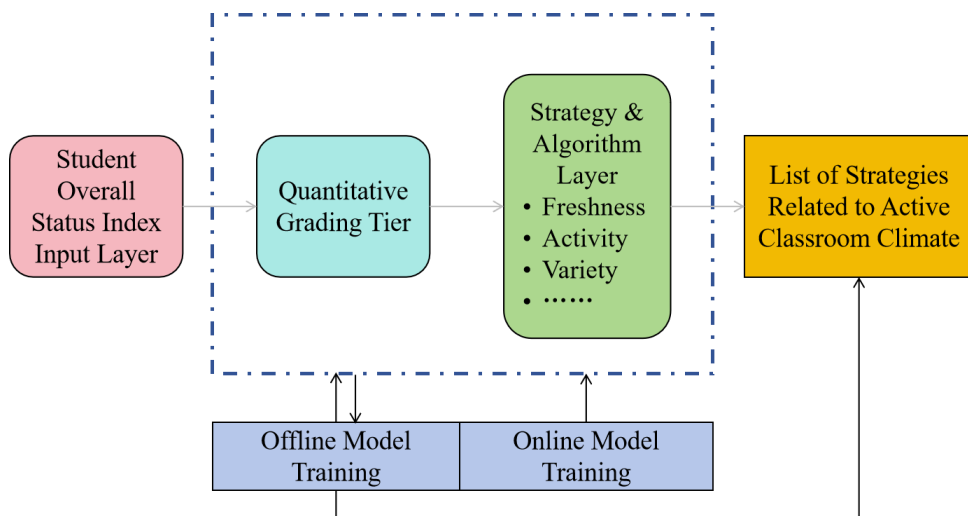 Student
Overall
Status Index
Input Layer
Quantitative
Grading Tier
Strategy &
Algorithm
Layer
• Freshness
• Activity
• Variety
• ······
List of Strategies
Related to Active
Classroom Climate
Offline Model
Training
Online Model
Training